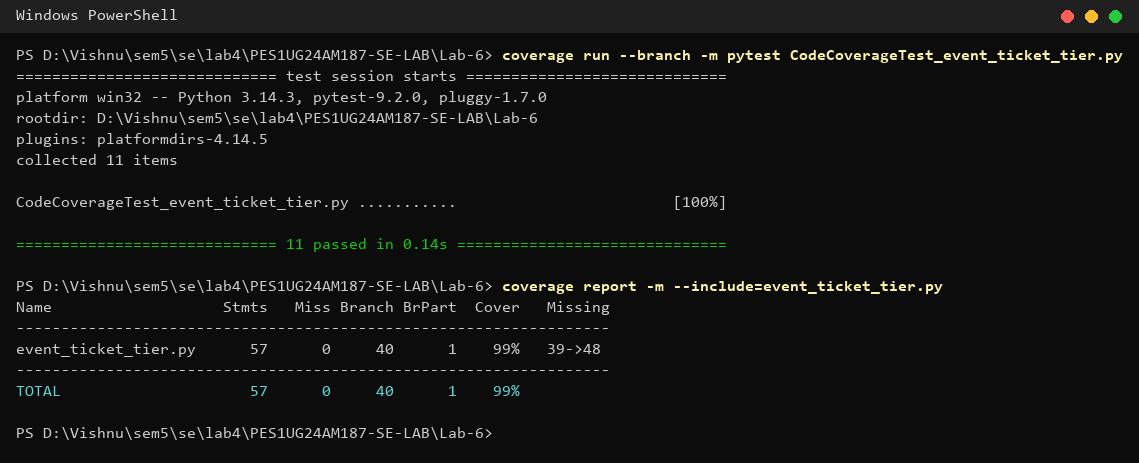 Windows PowerShell
PS D:\Vishnu\sem5\se\lab4\PES1UG24AM187-SE-LAB\Lab-6> coverage run --branch -m pytest CodeCoverageTest_event_ticket_tier.py
============================= test session starts =============================
platform win32 -- Python 3.14.3, pytest-9.2.0, pluggy-1.7.0
rootdir: D:\Vishnu\sem5\se\lab4\PES1UG24AM187-SE-LAB\Lab-6
plugins: platformdirs-4.14.5
collected 11 items
CodeCoverageTest_event_ticket_tier.py ...........                        [100%]
============================= 11 passed in 0.14s ==============================
PS D:\Vishnu\sem5\se\lab4\PES1UG24AM187-SE-LAB\Lab-6> coverage report -m --include=event_ticket_tier.py
Name                   Stmts   Miss Branch BrPart  Cover   Missing
------------------------------------------------------------------
event_ticket_tier.py      57      0     40      1    99%   39->48
------------------------------------------------------------------
TOTAL                     57      0     40      1    99%
PS D:\Vishnu\sem5\se\lab4\PES1UG24AM187-SE-LAB\Lab-6>